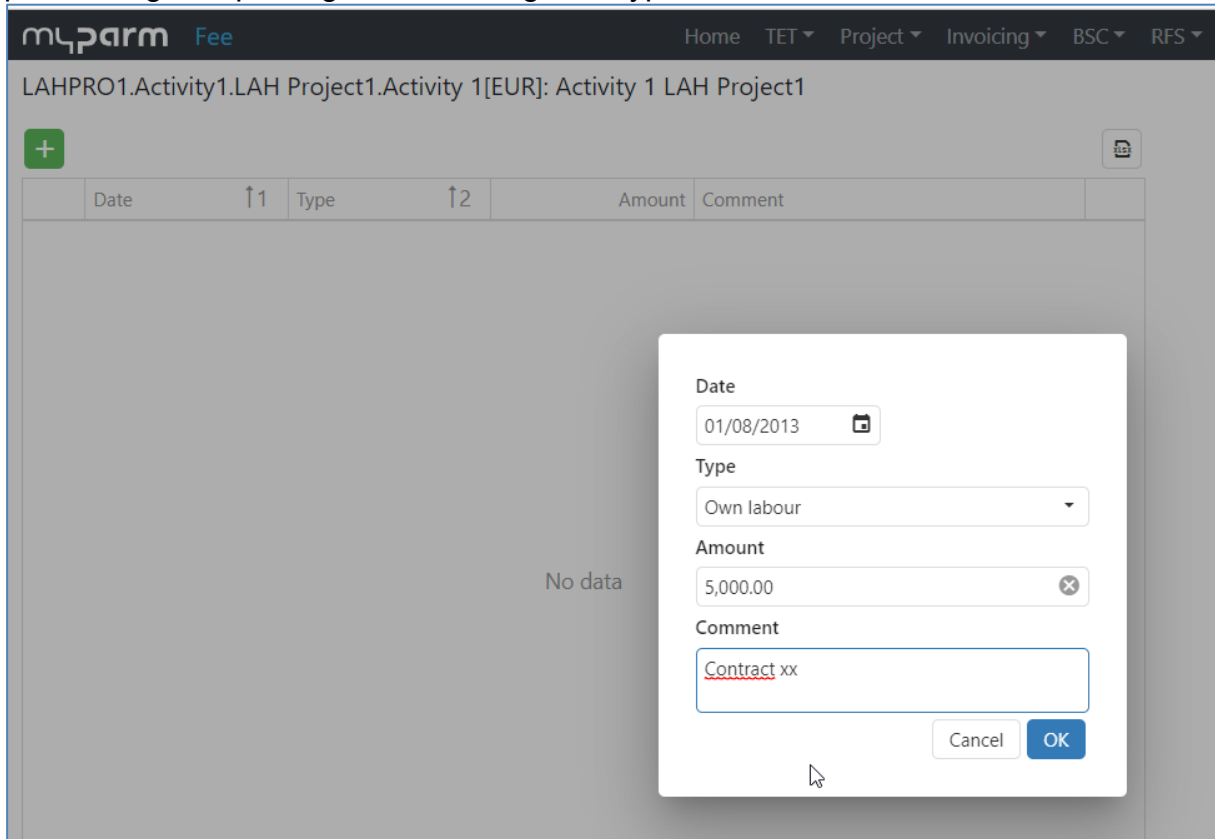 myparm Fee Home TET Project Invoicing BSC RFS
LAHPRO1.Activity1.LAH Project1.Activity 1[EUR]: Activity 1 LAH Project1
+
XLSX
Date 1 Type 2 Amount Comment
Date
01/08/2013
Type
Own labour
Amount
No data
5,000.00
Comment
Contract xx
Cancel OK